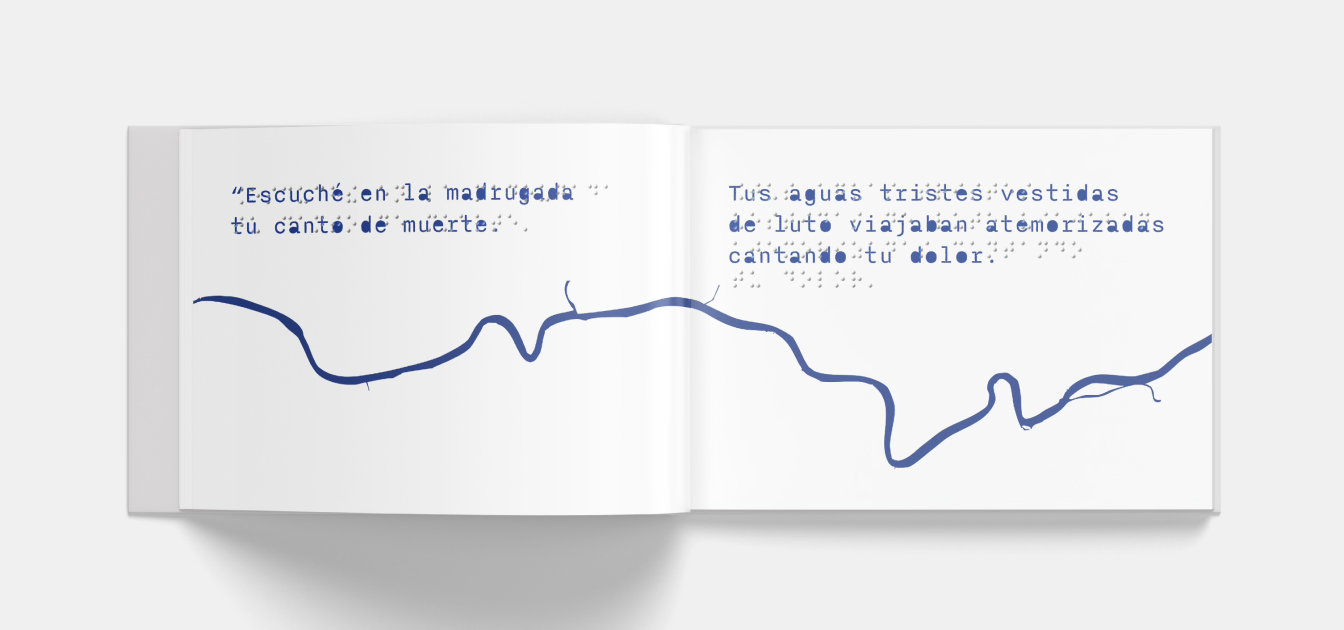 “Escuché en la madrugada
tu canto de muerte.
Tus aguas tristes vestidas
de luto viajaban atemorizadas
cantando tu dolor.